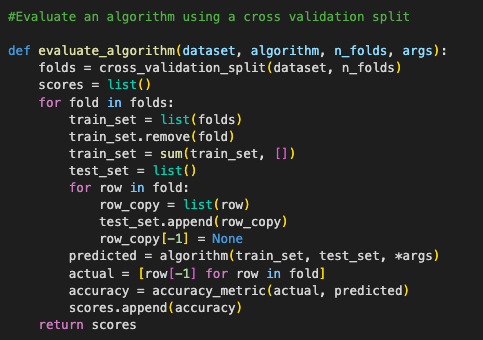 #Evaluate an algorithm using a cross validation split

def evaluate_algorithm(dataset, algorithm, n_folds, args):
    folds = cross_validation_split(dataset, n_folds)
    scores = list()
    for fold in folds:
        train_set = list(folds)
        train_set.remove(fold)
        train_set = sum(train_set, [])
        test_set = list()
        for row in fold:
            row_copy = list(row)
            test_set.append(row_copy)
            row_copy[-1] = None
        predicted = algorithm(train_set, test_set, *args)
        actual = [row[-1] for row in fold]
        accuracy = accuracy_metric(actual, predicted)
        scores.append(accuracy)
    return scores